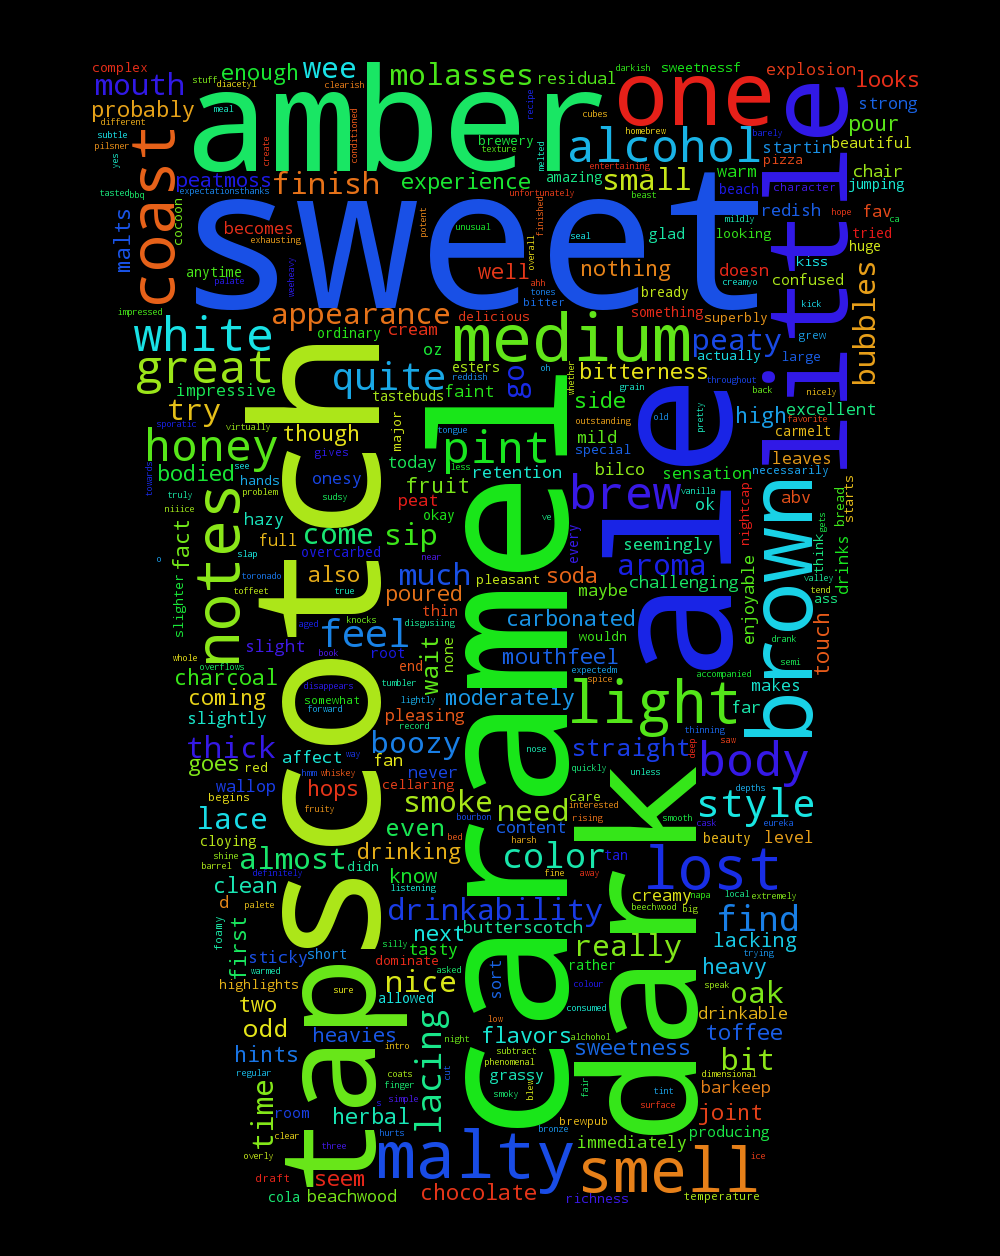 complex
mouth
probably
different
subtle
pilsner
yes
tasted
bbq
malts
impressed
coast
stuff
diacetyl
meal
enough
wee
clearish
molasses
residual
darkish
sweetnessf
explosion
looks
strong
pour
beautiful
one
cubes
homebrew
barely
amber
recipe
create
conditioned
brewery
texture
melted
alcohol
startin
pizza
entertaining
peatmoss
expectationsthanks
finish
experience
amazing
unfortunately
small
beast
warm
beach
character
chair
jumping
redish
fav
hope
ca
tried
huge
mildly
looking
glad
cocoon
becomes
exhausting
potent
unusual
finished
overall
seal
sweet
anytime
palate
weeheavy
well
ahh
tones
bitter
nothing
bready
doesn
creamyo
kiss
confused
kick
little
bubbles
appearance
delicious
something
superbly
white
ordinary
cream
medium
peaty
actually
grew
large
great
impressive
quite
oz
tastebuds
esters
reddish
faint
go
oh
whether
bitterness
grain
throughout
back
nicely
try
sporatic
virtually
though
major
tongue
outstanding
side
mild
special
old
pretty
high
excellent
favorite
carmelt
honey
bodied
towards
truly
niiice
see
problem
gives
onesy
hands
sudsy
today
less
pint
retention
bilco
sensation
leaves
necessarily
fruit
peat
okay
ve
brew
vanilla
ok
nightcap
abv
bread
starts
drinks
think
gets
notes
fact
hazy
full
slap
o
come
sip
overcarbed
near
every
seemingly
aroma
challenging
enjoyable
valley
tend
ass
slighter
toffeet
toronado
true
also
much
poured
thin
pleasant
soda
maybe
carbonated
wouldn
drank
semi
touch
brown
ale
scotch
aged
knocks
disgusiing
feel
slight
root
book
wait
none
mouthfeel
expectedm
spice
accompanied
makes
far
whole
overflows
charcoal
coming
slightly
disappears
somewhat
forward
end
tumbler
lightly
moderately
pleasing
record
light
thinning
thick
goes
red
affect
way
boozy
fan
nose
straight
quickly
unless
deep
saw
body
wallop
begins
hmm
whiskey
hops
never
cellaring
smoke
bourbon
need
care
interested
rising
smooth
depths
style
cask
eureka
lace
cloying
shine
barrel
fruity
even
bed
content
harsh
beauty
level
almost
didn
drinking
definitely
know
listening
fine
color
away
tan
lost
clean
d
palete
drinkability
butterscotch
creamy
beechwood
big
napa
local
extremely
find
foamy
first
sticky
short
silly
next
tasty
dominate
asked
sort
really
rather
lacking
trying
warmed
highlights
sure
nice
allowed
colour
consumed
heavy
speak
two
odd
heavies
low
oak
drinkable
toffee
lacing
night
flavors
subtract
phenomenal
alchohol
sweetness
bit
hints
regular
intro
coats
finger
cut
grassy
smoky
blew
fair
tint
surface
dimensional
barkeep
time
room
clear
simple
s
herbal
hurts
three
bronze
brewpub
immediately
joint
producing
overly
draft
seem
malty
smell
ice
cola
beachwood
chocolate
richness
temperature
taps
caramel
dark